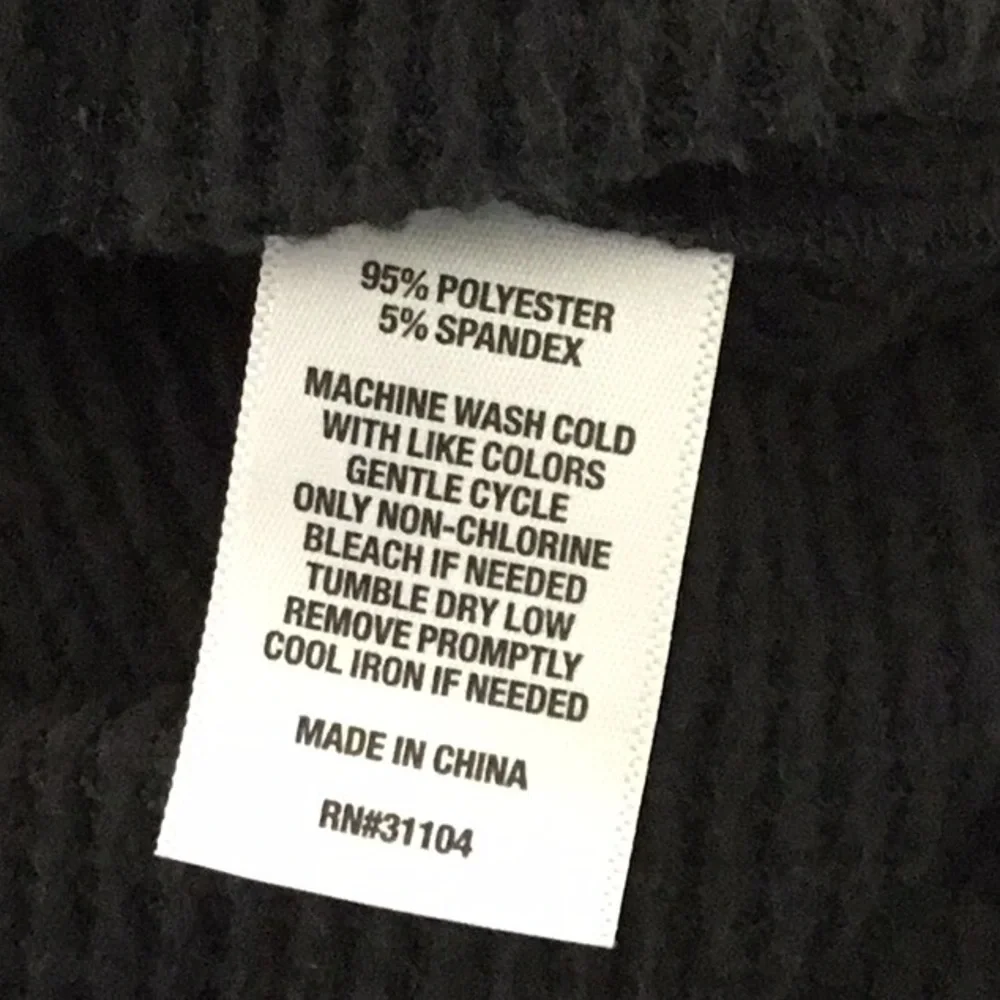 95% POLYESTER
5% SPANDEX
MACHINE WASH COLD
WITH LIKE COLORS
GENTLE CYCLE
ONLY NON-CHLORINE
BLEACH IF NEEDED
TUMBLE DRY LOW
REMOVE PROMPTLY
COOL IRON IF NEEDED
MADE IN CHINA
RN#31104